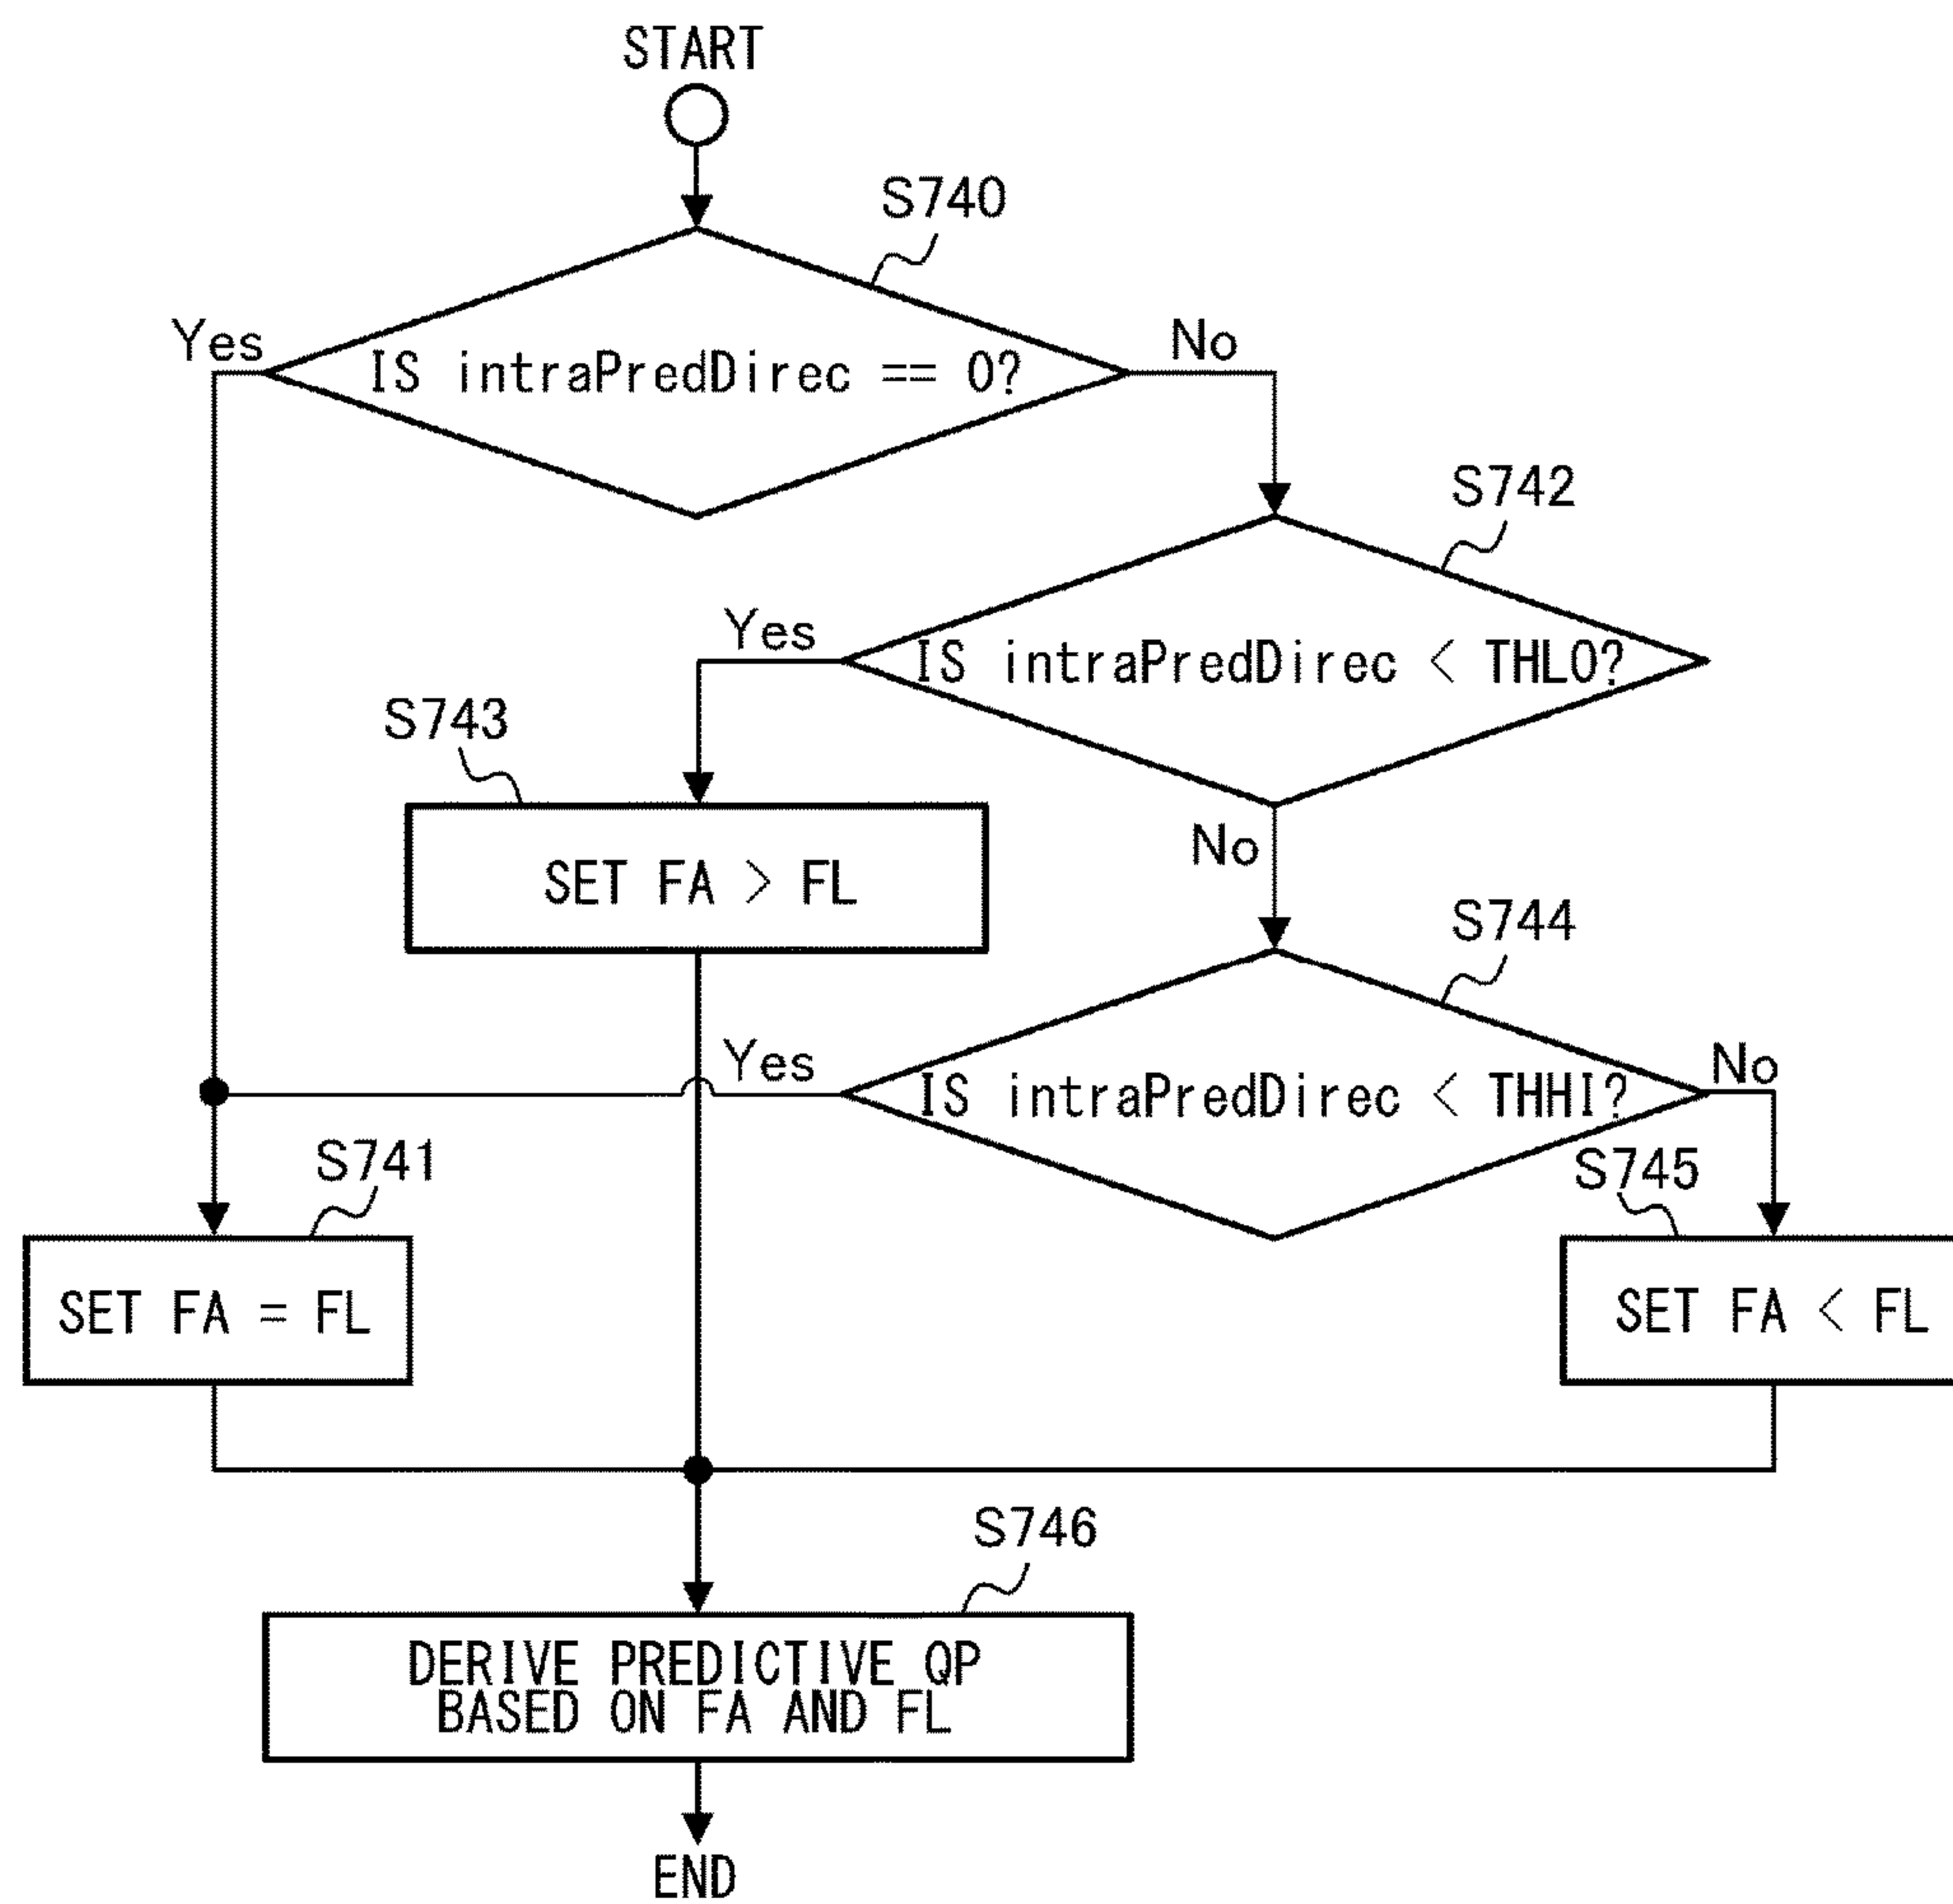 START
S740
Yes
No
IS intraPredDirec == 0?
S742
Yes
IS intraPredDirec < THLO?
S743
No
SET FA > FL
S744
Yes
No
IS intraPredDirec < THHI?
S741
S745
SET FA = FL
SET FA < FL
S746
DERIVE PREDICTIVE QP
BASED ON FA AND FL
END